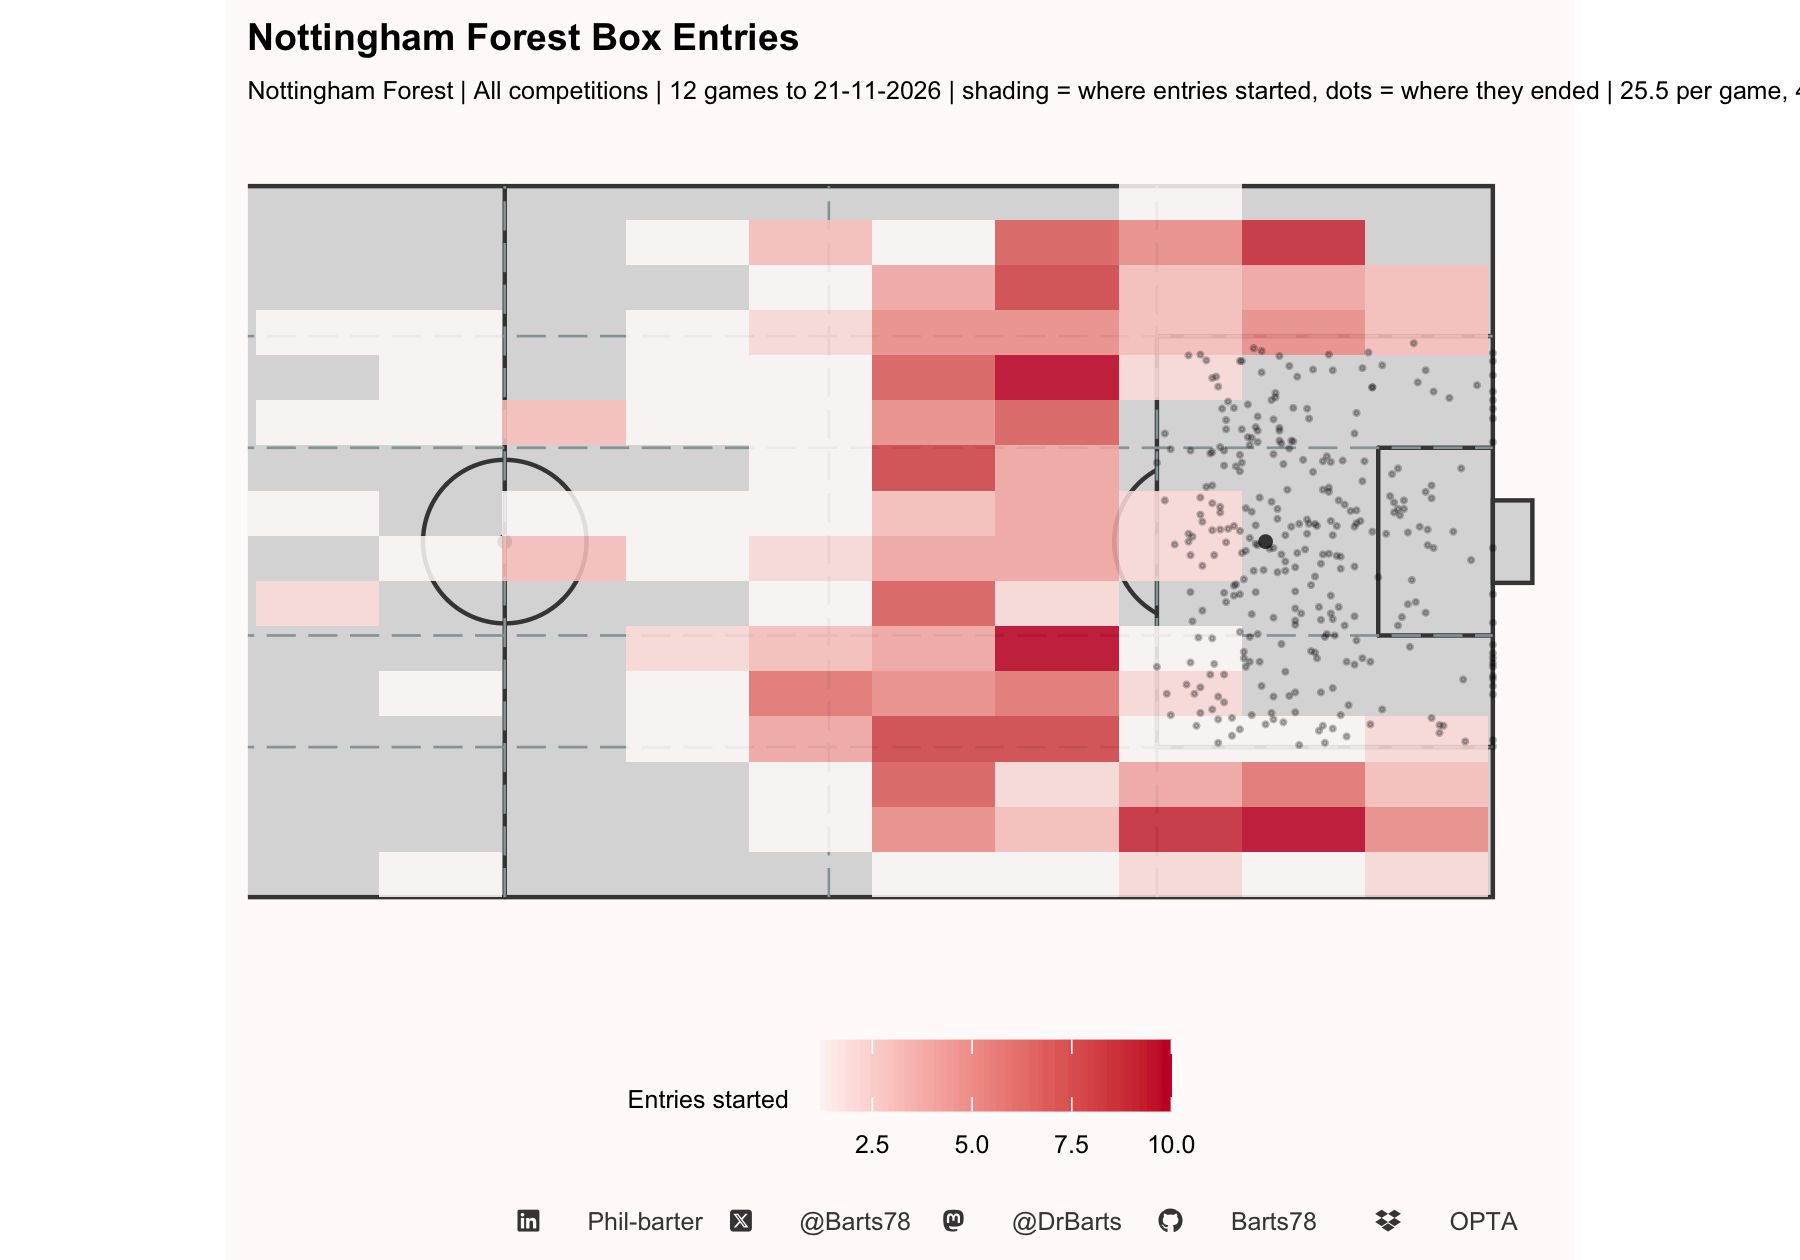 Nottingham Forest Box Entries
Nottingham Forest | All competitions | 12 games to 21-11-2026 | shading = where entries started, dots = where they ended | 25.5 per game,
Entries started
2.5 5.0 7.5 10.0
Phil-barter @Barts78 @DrBarts Barts78 OPTA